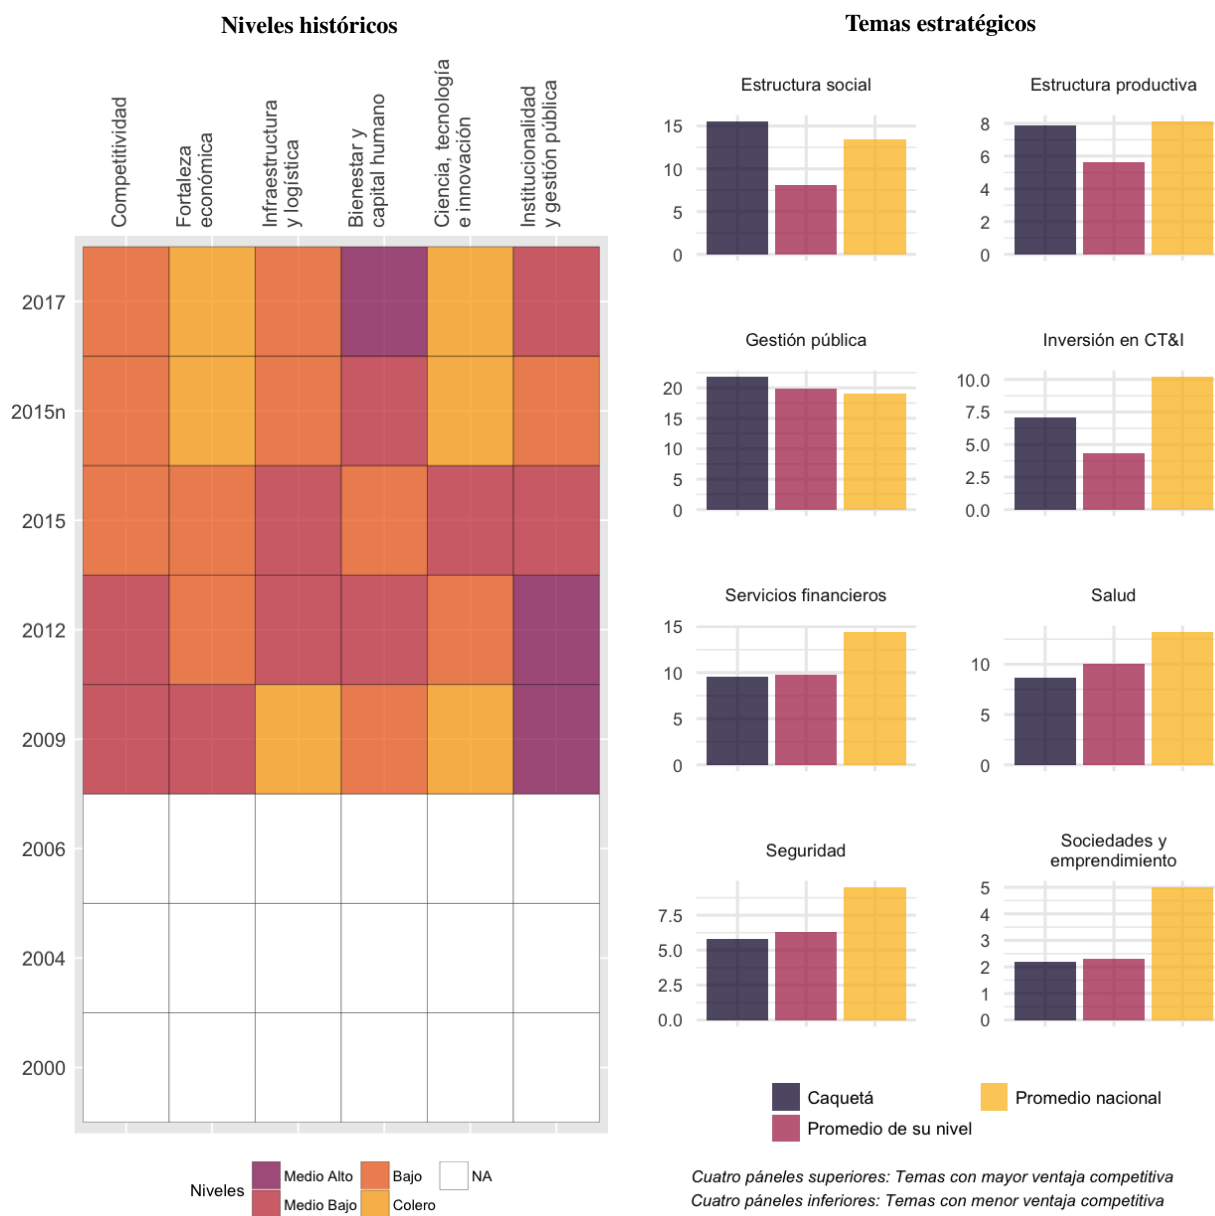 Niveles históricos
Competitividad
Fortaleza
económica
Infraestructura
y logística
Bienestar y
capital humano
Ciencia, tecnología
e innovación
Institucionalidad
y gestión pública
2017
2015n
2015
2012
2009
2006
2004
2000
Niveles
Medio Alto
Medio Bajo
Bajo
Colero
NA
Temas estratégicos
Estructura social
15
10
5
0
Estructura productiva
8
6
4
2
0
Gestión pública
20
15
10
5
0
Inversión en CT&I
10.0
7.5
5.0
2.5
0.0
Servicios financieros
15
10
5
0
Salud
10
5
0
Seguridad
7.5
5.0
2.5
0.0
Sociedades y
emprendimiento
5
4
3
2
1
0
Caquetá
Promedio de su nivel
Promedio nacional
Cuatro páneles superiores: Temas con mayor ventaja competitiva
Cuatro páneles inferiores: Temas con menor ventaja competitiva